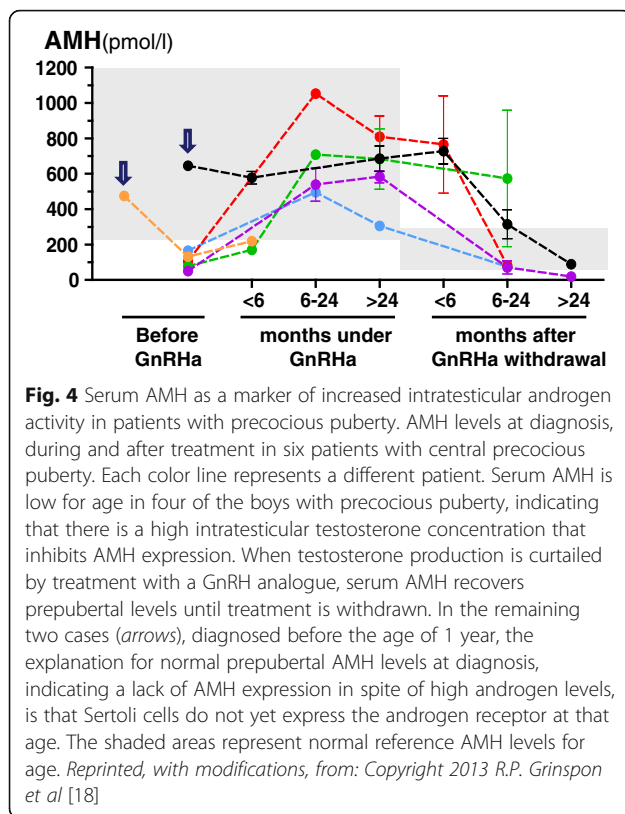 AMH(pmol/l)
1200
1000
800
600
400
200
0
<6 6-24 >24 <6 6-24 >24
Before months under months after
GnRHa GnRHa GnRHa withdrawal
Fig. 4 Serum AMH as a marker of increased intratesticular androgen
activity in patients with precocious puberty. AMH levels at diagnosis,
during and after treatment in six patients with central precocious
puberty. Each color line represents a different patient. Serum AMH is
low for age in four of the boys with precocious puberty, indicating
that there is a high intratesticular testosterone concentration that
inhibits AMH expression. When testosterone production is curtailed
by treatment with a GnRH analogue, serum AMH recovers
prepubertal levels until treatment is withdrawn. In the remaining
two cases (arrows), diagnosed before the age of 1 year, the
explanation for normal prepubertal AMH levels at diagnosis,
indicating a lack of AMH expression in spite of high androgen levels,
is that Sertoli cells do not yet express the androgen receptor at that
age. The shaded areas represent normal reference AMH levels for
age. Reprinted, with modifications, from: Copyright 2013 R.P. Grinspon
et al [18]